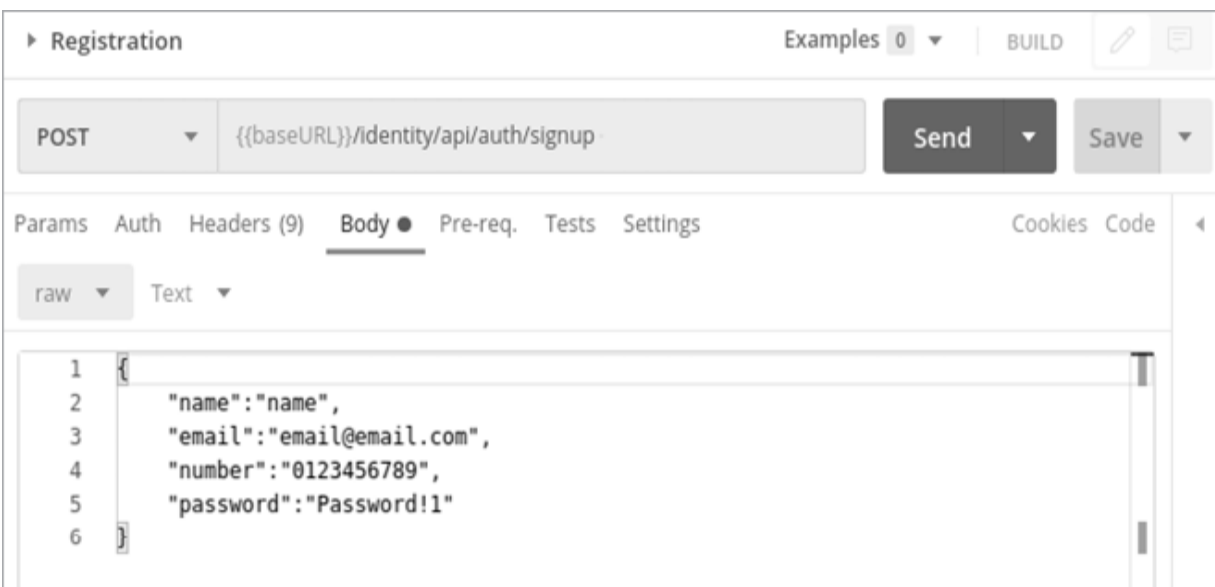 Registration Examples 0 BUILD
POST {{baseURL}}/identity/api/auth/signup Send Save
Params Auth Headers (9) Body Pre-req. Tests Settings Cookies Code
raw Text
1 {
2 "name":"name",
3 "email":"email@email.com",
4 "number":"0123456789",
5 "password":"Password!1"
6 }